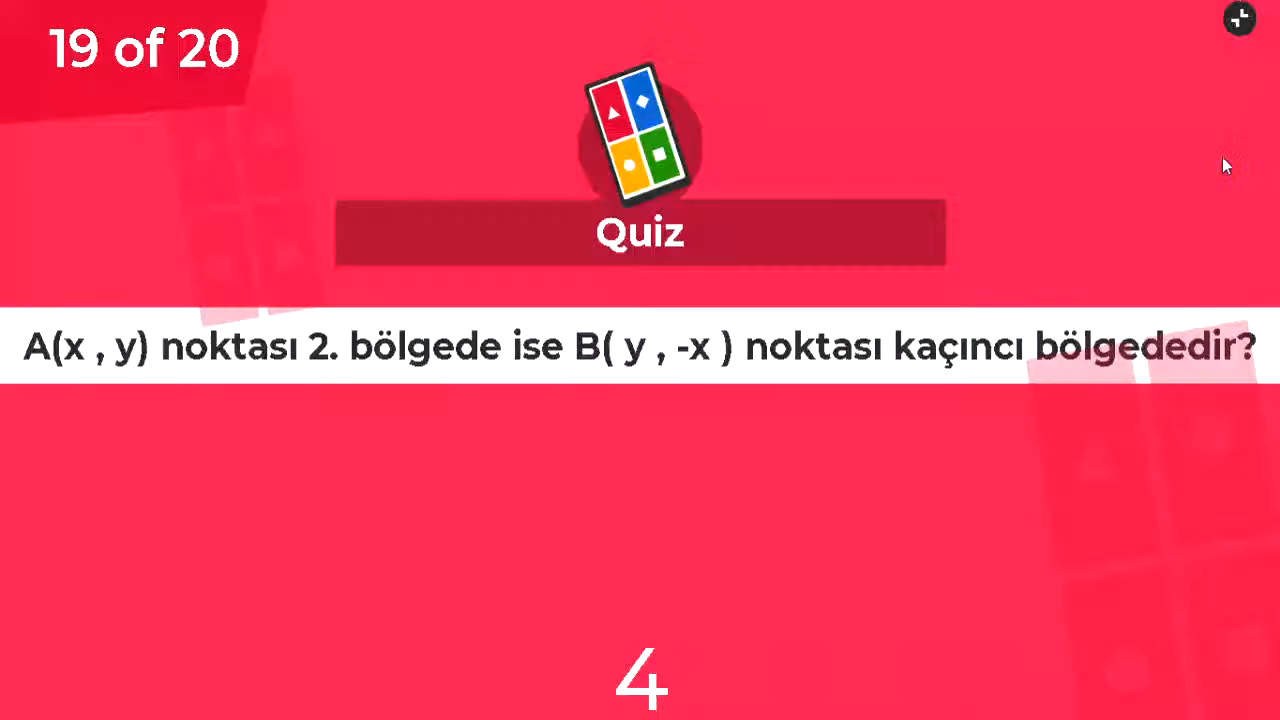 19 of 20
Quiz
A(x , y) noktası 2. bölgede ise B( y , -x ) noktası kaçıncı bölgededir?
4